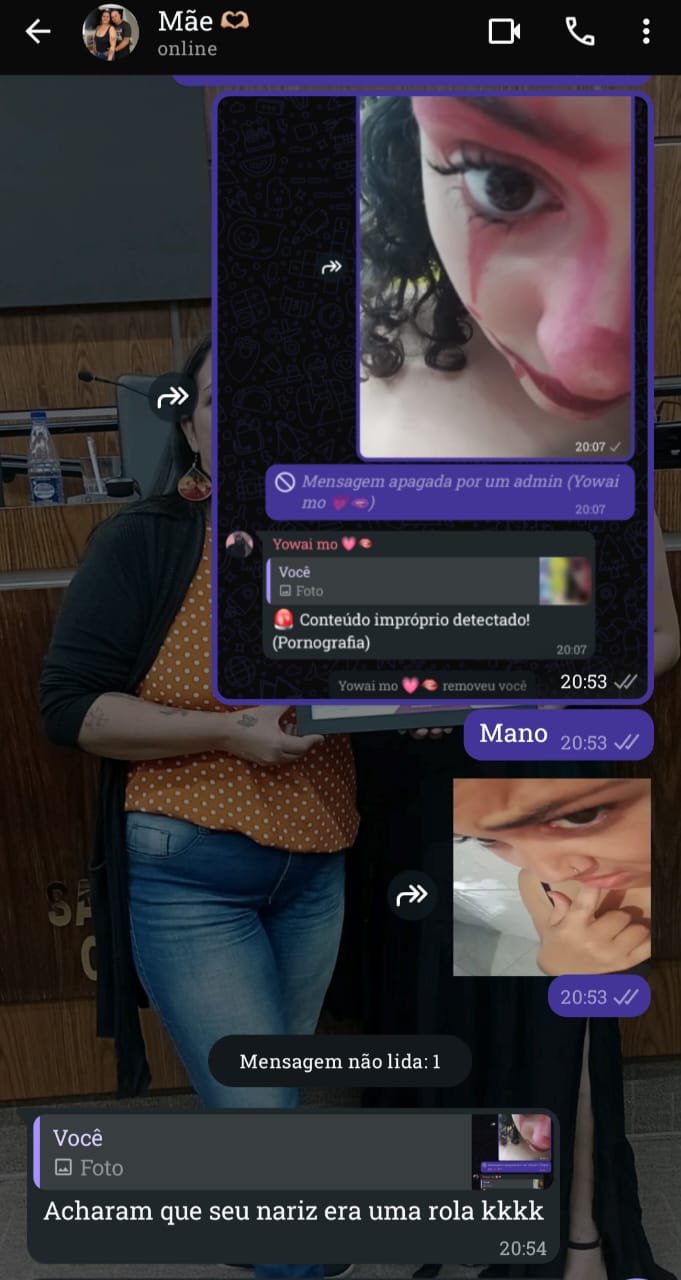 Mãe 🫶🏼
online
20:07
Mensagem apagada por um admin (Yowai
mo 💗🫦)
20:07
Yowai mo 💗🫦
Você
Foto
🚨 Conteúdo impróprio detectado!
(Pornografia)
20:07
Yowai mo 💗🫦 removeu você
20:53
Mano 20:53
20:53
Mensagem não lida: 1
Você
Foto
Acharam que seu nariz era uma rola kkkk
20:54